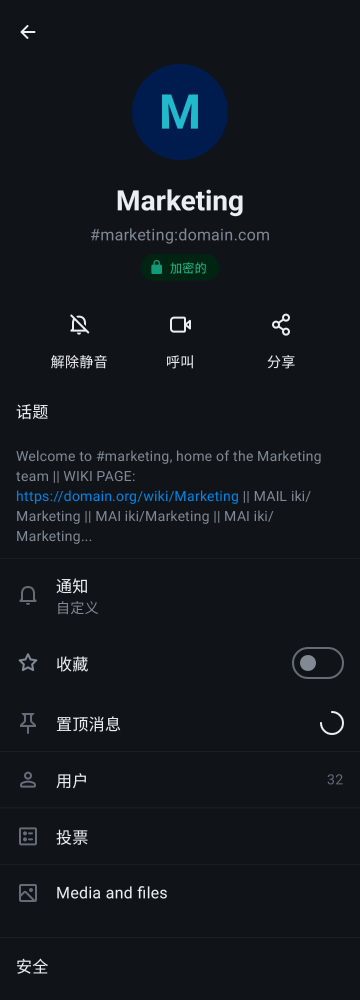 M
Marketing
#marketing:domain.com
加密的
解除静音
呼叫
分享
话题
Welcome to #marketing, home of the Marketing
team || WIKI PAGE:
https://domain.org/wiki/Marketing || MAIL iki/
Marketing || MAI iki/Marketing || MAI iki/
Marketing...
通知
自定义
收藏
置顶消息
用户 32
投票
Media and files
安全